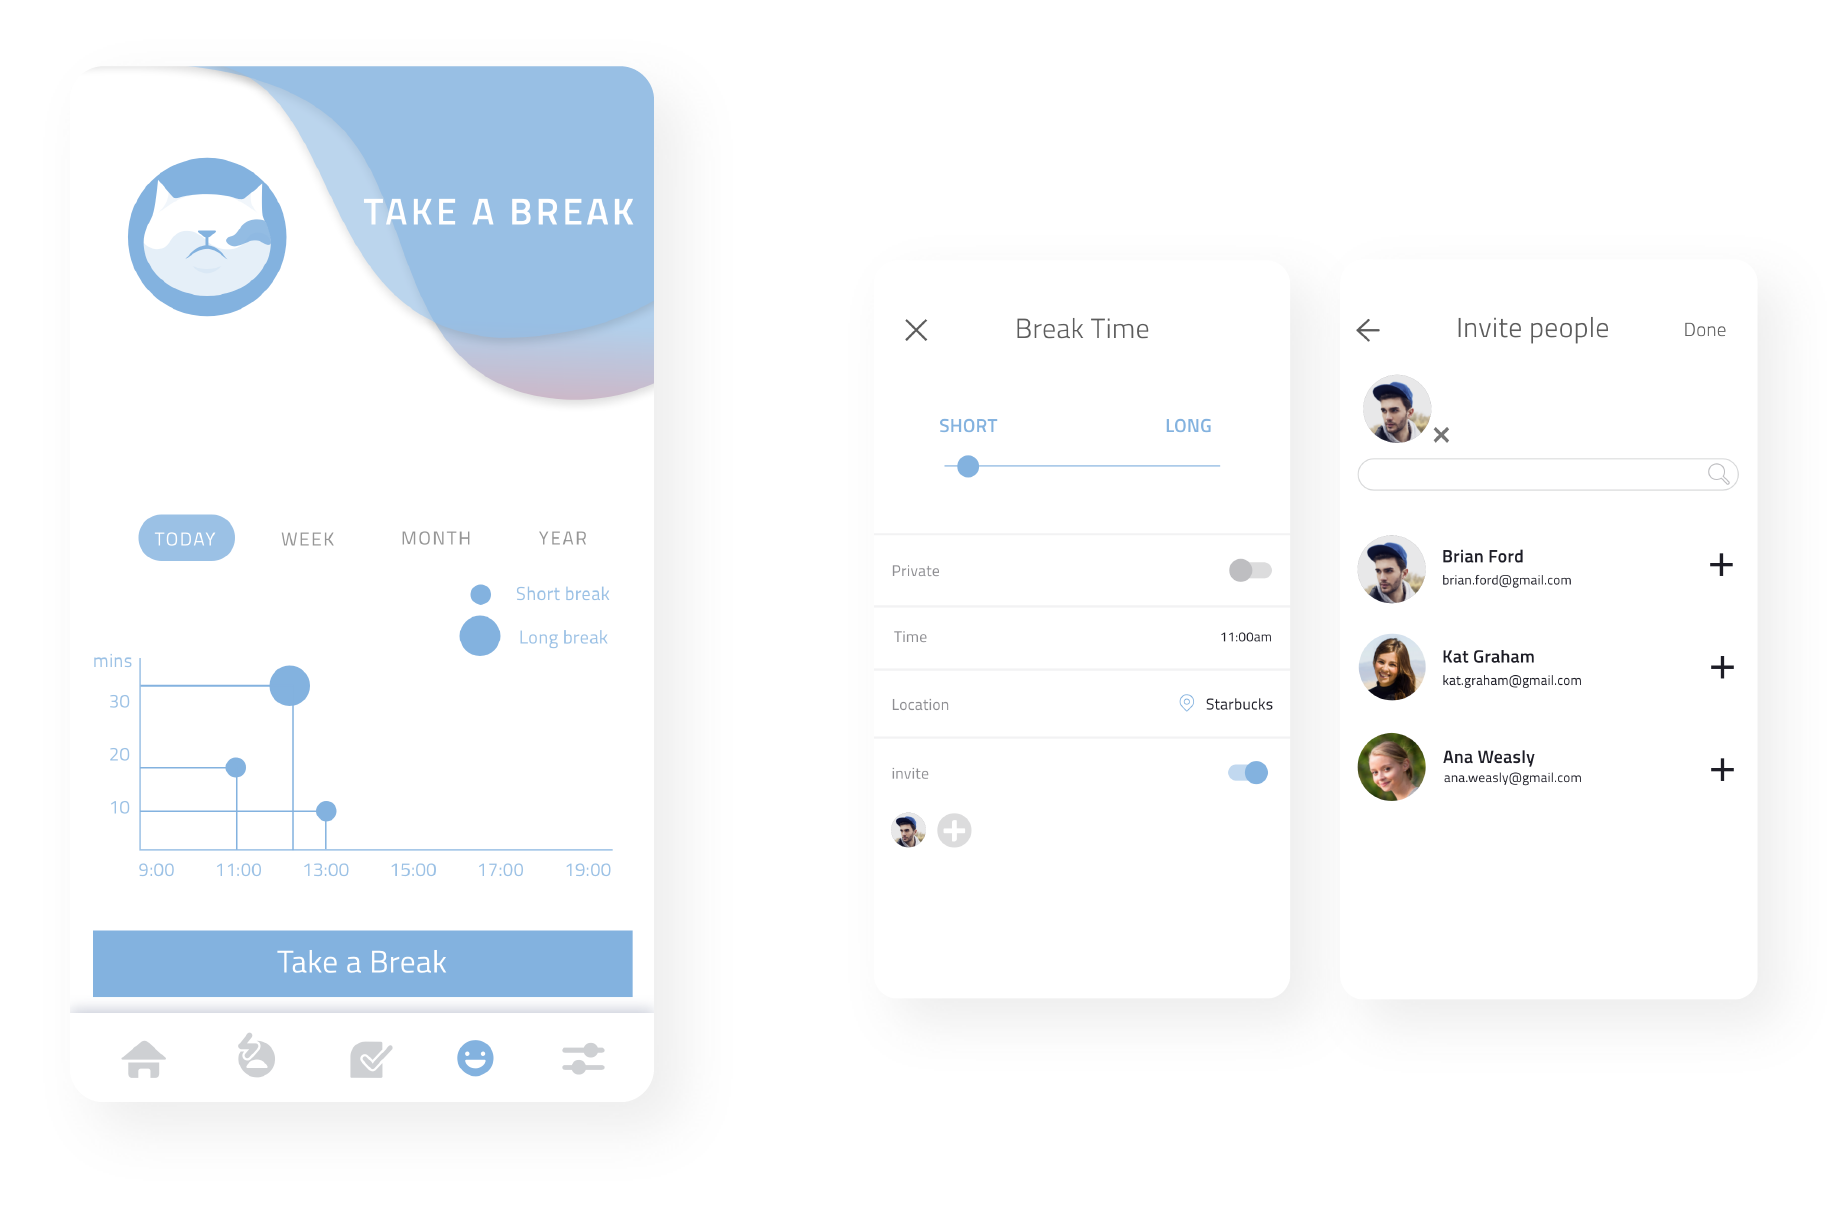 TAKE A BREAK
TODAY WEEK MONTH YEAR
Short break
Long break
mins
30
20
10
9:00 11:00 13:00 15:00 17:00 19:00
Take a Break
Break Time
SHORT LONG
Private
Time 11:00am
Location Starbucks
invite
Invite people Done
Brian Ford
brian.ford@gmail.com
Kat Graham
kat.graham@gmail.com
Ana Weasly
ana.weasly@gmail.com